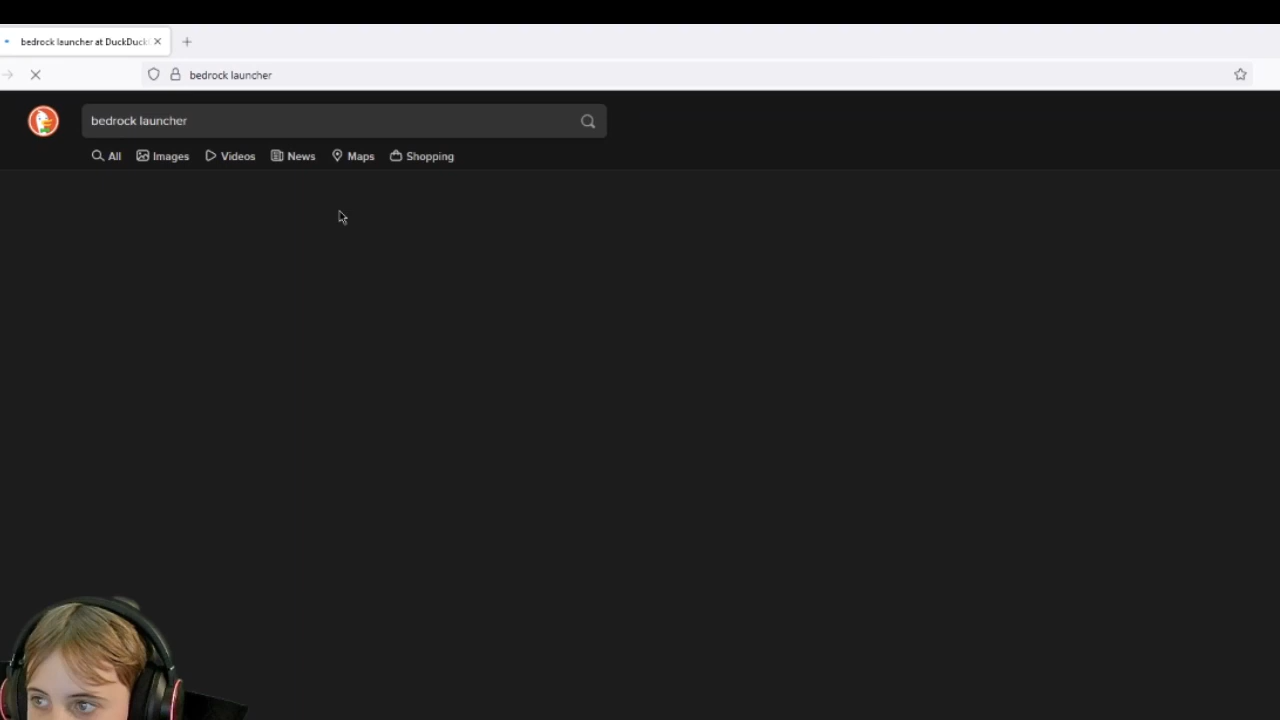 bedrock launcher at DuckDuck
bedrock launcher
bedrock launcher
All Images Videos News Maps Shopping